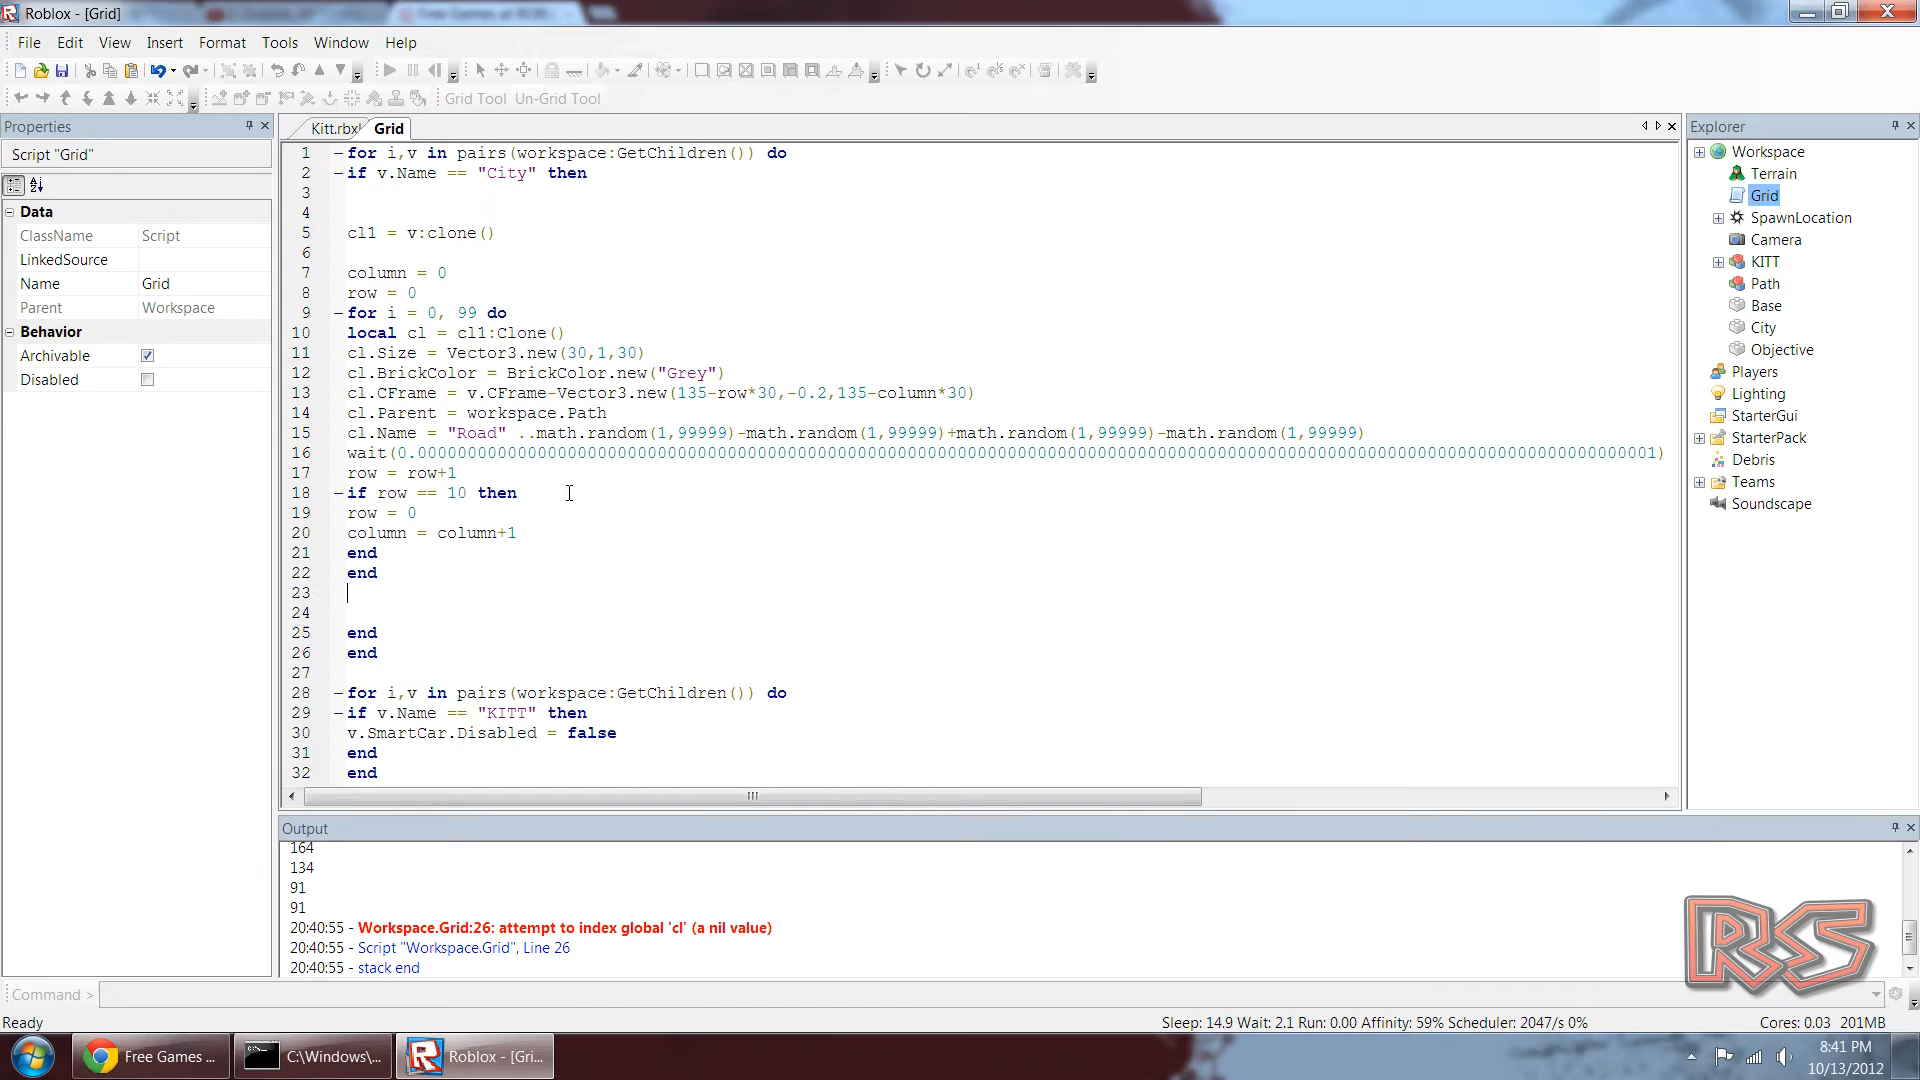 Roblox - [Grid]
File Edit View Insert Format Tools Window Help
Grid Tool Un-Grid Tool
Properties
Script "Grid"
Data
ClassName Script
LinkedSource
Name Grid
Parent Workspace
Behavior
Archivable
Disabled
Kitt.rbxl Grid
1 for i,v in pairs(workspace:GetChildren()) do
2 if v.Name == "City" then
3
4
5 cl1 = v:clone()
6
7 column = 0
8 row = 0
9 for i = 0, 99 do
10 local cl = cl1:Clone()
11 cl.Size = Vector3.new(30,1,30)
12 cl.BrickColor = BrickColor.new("Grey")
13 cl.CFrame = v.CFrame-Vector3.new(135-row*30,-0.2,135-column*30)
14 cl.Parent = workspace.Path
15 cl.Name = "Road" ..math.random(1,99999)-math.random(1,99999)+math.random(1,99999)-math.random(1,99999)
17 row = row+1
18 if row == 10 then
19 row = 0
20 column = column+1
21 end
22 end
23
24
25 end
26 end
27
28 for i,v in pairs(workspace:GetChildren()) do
29 if v.Name == "KITT" then
30 v.SmartCar.Disabled = false
31 end
32 end
Explorer
Workspace
Terrain
Grid
SpawnLocation
Camera
KITT
Path
Base
City
Objective
Players
Lighting
StarterGui
StarterPack
Debris
Teams
Soundscape
Output
164
134
91
91
20:40:55 - Workspace.Grid:26: attempt to index global 'cl' (a nil value)
20:40:55 - Script "Workspace.Grid", Line 26
20:40:55 - stack end
RS
Command >
Ready
Sleep: 14.9 Wait: 2.1 Run: 0.00 Affinity: 59% Scheduler: 2047/s 0%
Cores: 0.03 201MB
Free Games ...
C:\Windows\...
Roblox - [Gri...
8:41 PM
10/13/2012